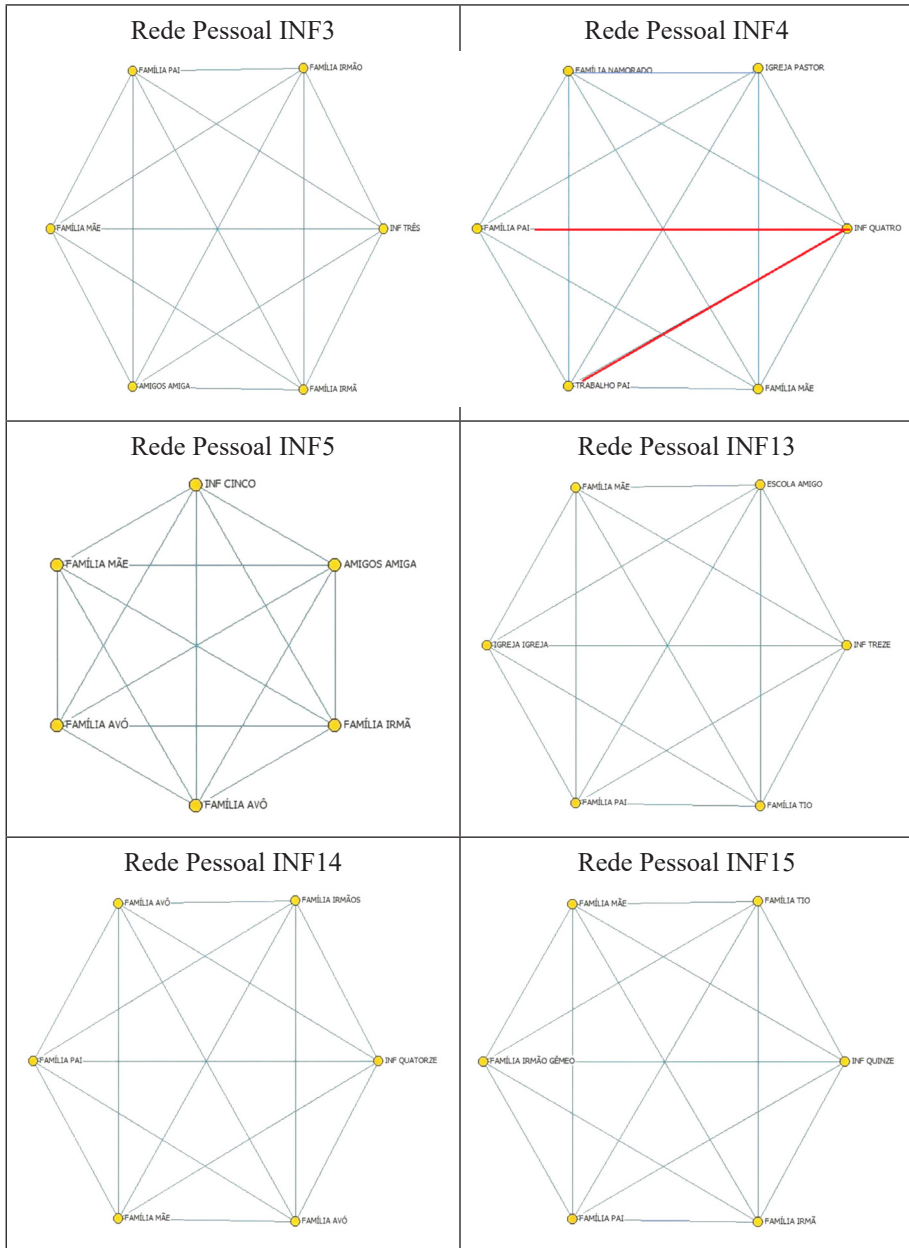 Rede Pessoal INF3
FAMÍLIA PAI
FAMÍLIA IRMÃO
FAMÍLIA MÃE
INF TRÊS
AMIGOS AMIGA
FAMÍLIA IRMÃ
Rede Pessoal INF4
FAMÍLIA NAMORADO
IGREJA PASTOR
FAMÍLIA PAI
INF QUATRO
TRABALHO PAI
FAMÍLIA MÃE
Rede Pessoal INF5
INF CINCO
FAMÍLIA MÃE
AMIGOS AMIGA
FAMÍLIA AVÓ
FAMÍLIA IRMÃ
FAMÍLIA AVÔ
Rede Pessoal INF13
FAMÍLIA MÃE
ESCOLA AMIGO
IGREJA IGREJA
INF TREZE
FAMÍLIA PAI
FAMÍLIA TIO
Rede Pessoal INF14
FAMÍLIA AVÔ
FAMÍLIA IRMÃOS
FAMÍLIA PAI
INF QUATORZE
FAMÍLIA MÃE
FAMÍLIA AVÓ
Rede Pessoal INF15
FAMÍLIA MÃE
FAMÍLIA TIO
FAMÍLIA IRMÃO GÊMEO
INF QUINZE
FAMÍLIA PAI
FAMÍLIA IRMÃ